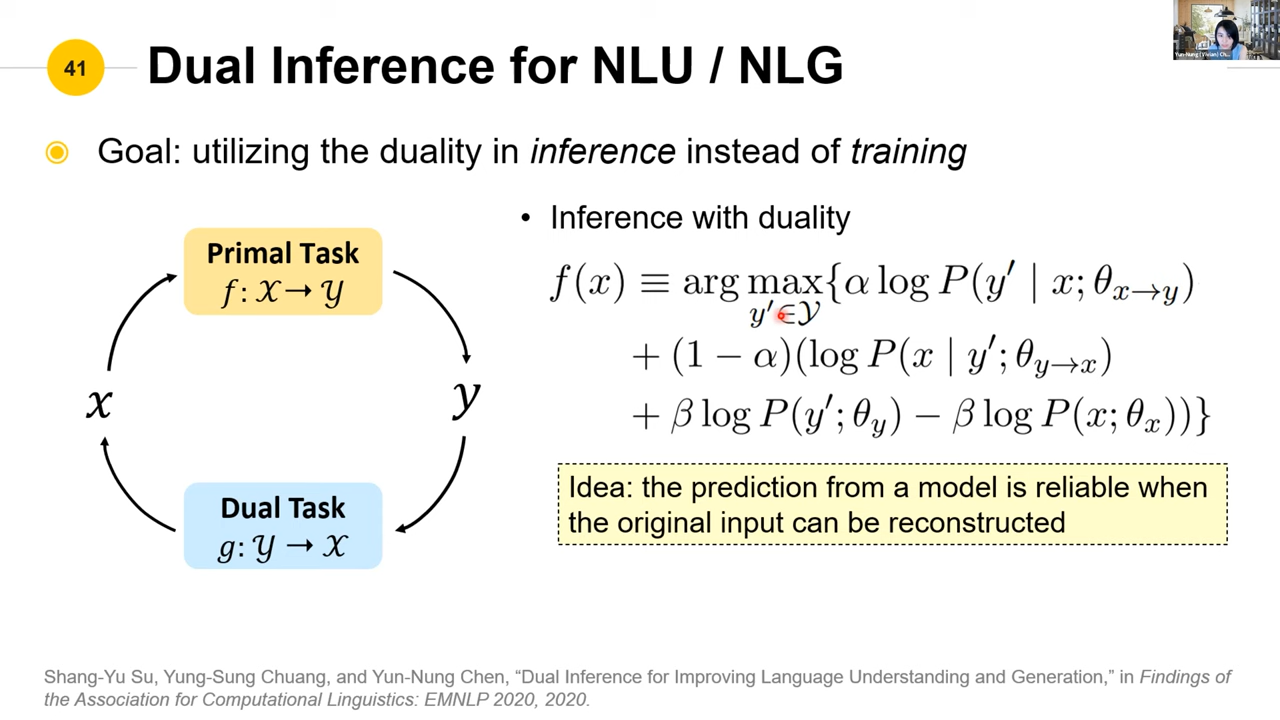 41
Dual Inference for NLU / NLG
Yun-Nung (Vivian) Ch...
Goal: utilizing the duality in inference instead of training
Primal Task
f: 𝒳 → 𝒴
x
y
Dual Task
g: 𝒴 → 𝒳
• Inference with duality
f(x) ≡ arg max{α log P(y′ | x; θx→y)
y′∈𝒴
+ (1 − α)(log P(x | y′; θy→x)
+ β log P(y′; θy) − β log P(x; θx))}
Idea: the prediction from a model is reliable when
the original input can be reconstructed
Shang-Yu Su, Yung-Sung Chuang, and Yun-Nung Chen, “Dual Inference for Improving Language Understanding and Generation,” in Findings of
the Association for Computational Linguistics: EMNLP 2020, 2020.